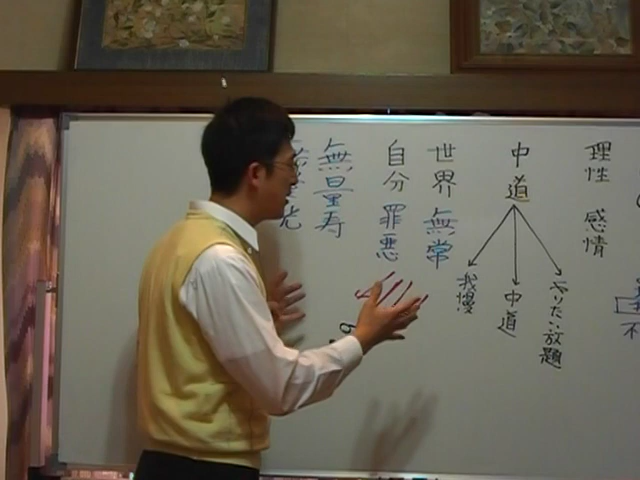 理性 感情
中道
我慢
中道
やりたい放題
世界 無常
自分 罪悪
無量寿
光
不